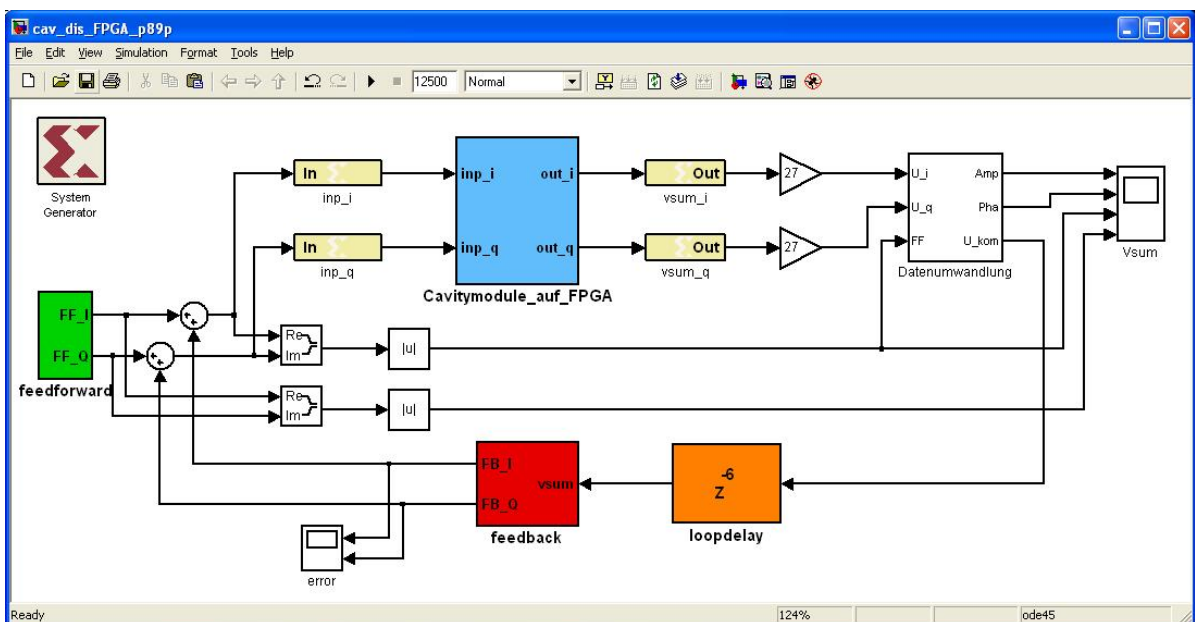 cav_dis_FPGA_p89p
File Edit View Simulation Format Tools Help
12500 Normal
System
Generator
In
inp_i
inp_i out_i
Out
vsum_i
27
U_i Amp
U_q Pha
FF U_kom
Datenumwandlung
Vsum
In
inp_q
inp_q out_q
Cavitymodule_auf_FPGA
Out
vsum_q
27
FF_I
FF_Q
feedforward
Re
Im
|u|
Re
Im
|u|
FB_I
vsum
FB_Q
feedback
-6
Z
loopdelay
error
Ready 124% ode45